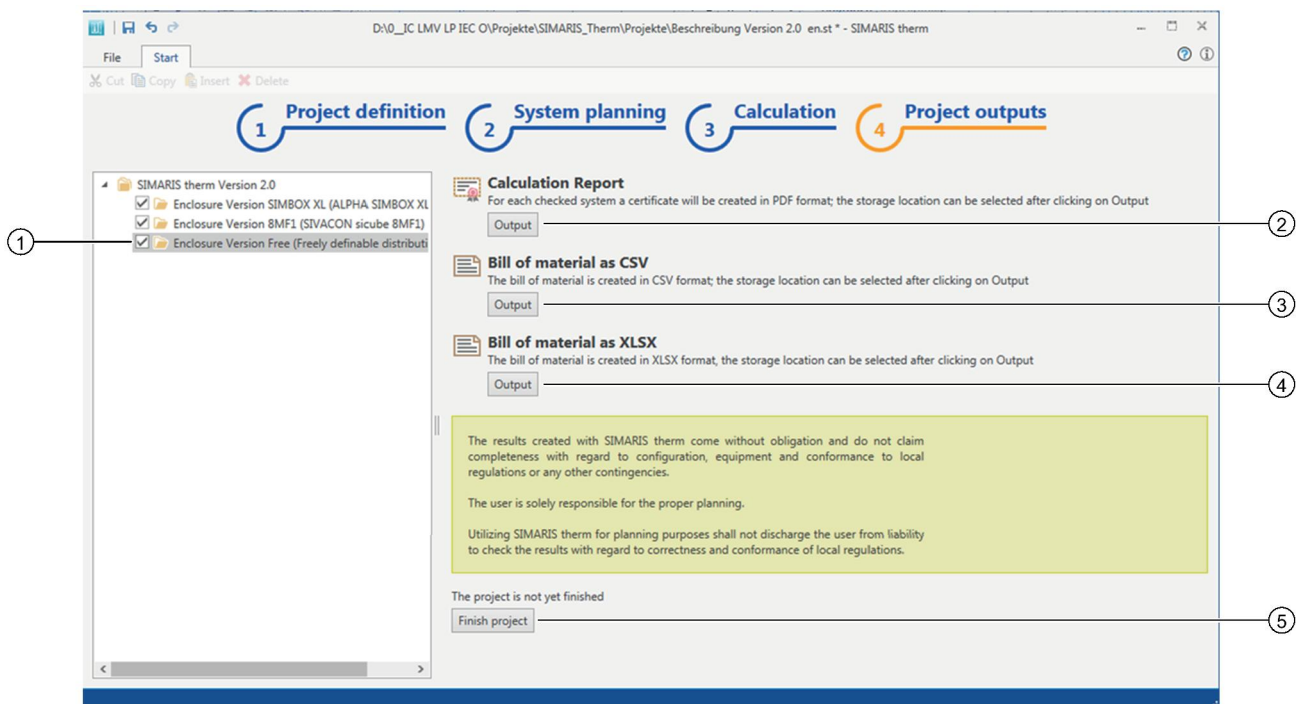 D:\0__IC LMV LP IEC O\Projekte\SIMARIS_Therm\Projekte\Beschreibung Version 2.0 en.st * - SIMARIS therm
File Start
Cut Copy Insert Delete
1 Project definition 2 System planning 3 Calculation 4 Project outputs
SIMARIS therm Version 2.0
Enclosure Version SIMBOX XL (ALPHA SIMBOX XL
Enclosure Version 8MF1 (SIVACON sicube 8MF1)
1
Enclosure Version Free (Freely definable distributi
Calculation Report
For each checked system a certificate will be created in PDF format; the storage location can be selected after clicking on Output
Output
2
Bill of material as CSV
The bill of material is created in CSV format; the storage location can be selected after clicking on Output
Output
3
Bill of material as XLSX
The bill of material is created in XLSX format, the storage location can be selected after clicking on Output
Output
4
The results created with SIMARIS therm come without obligation and do not claim
completeness with regard to configuration, equipment and conformance to local
regulations or any other contingencies.
The user is solely responsible for the proper planning.
Utilizing SIMARIS therm for planning purposes shall not discharge the user from liability
to check the results with regard to correctness and conformance of local regulations.
The project is not yet finished
Finish project
5